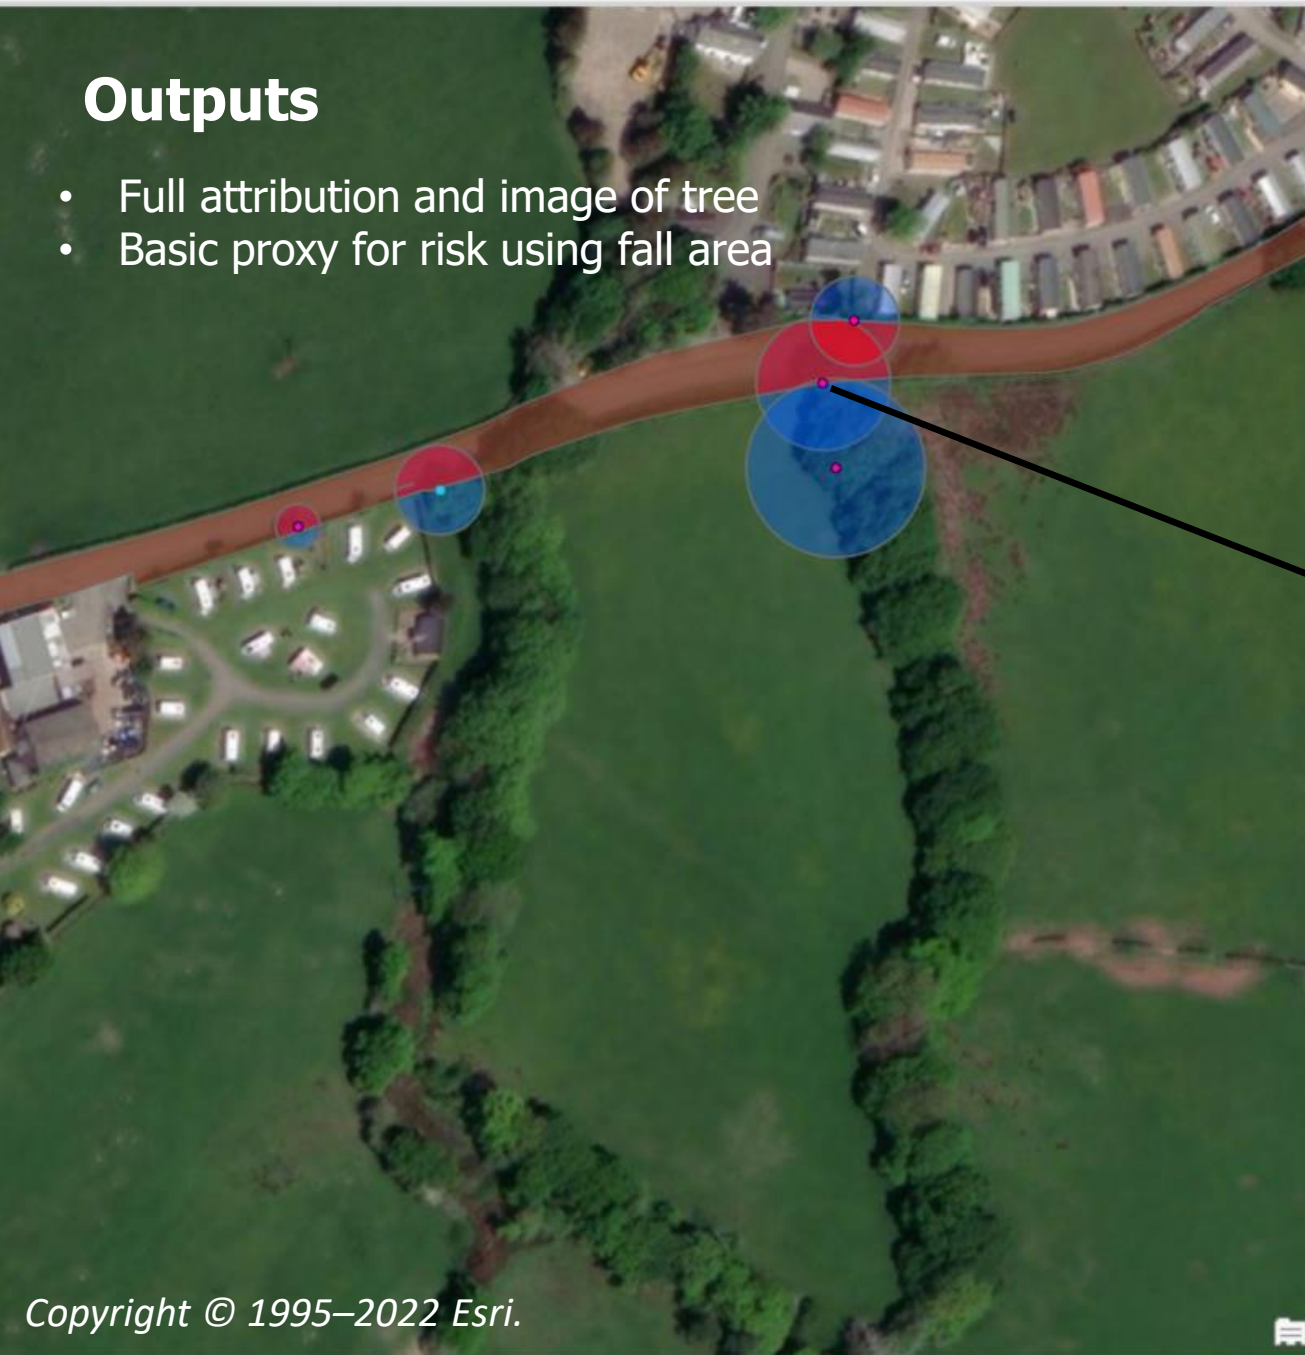 Outputs
• Full attribution and image of tree
• Basic proxy for risk using fall area
Copyright © 1995–2022 Esri.